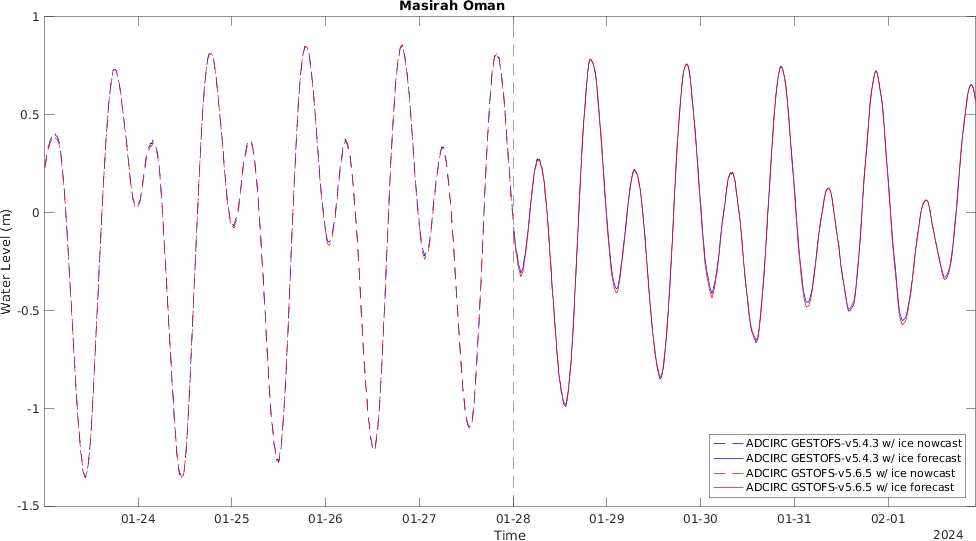 Masirah Oman
1
0.5
0
-0.5
-1
-1.5
Water Level (m)
01-24 01-25 01-26 01-27 01-28 01-29 01-30 01-31 02-01
Time
2024
ADCIRC GESTOFS-v5.4.3 w/ ice nowcast
ADCIRC GESTOFS-v5.4.3 w/ ice forecast
ADCIRC GSTOFS-v5.6.5 w/ ice nowcast
ADCIRC GSTOFS-v5.6.5 w/ ice forecast